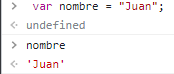 > var nombre = "Juan";
< undefined
> nombre
< 'Juan'